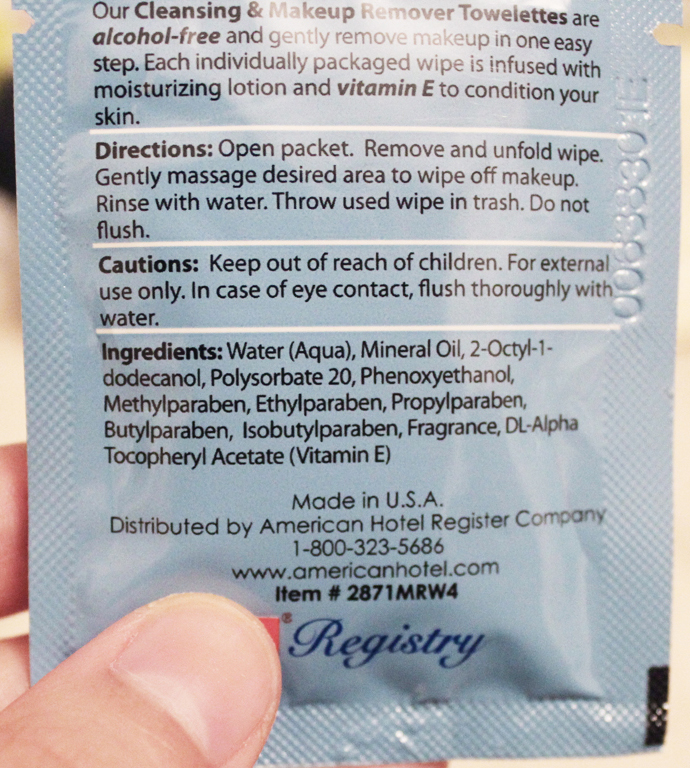 Our Cleansing & Makeup Remover Towelettes are
alcohol-free and gently remove makeup in one easy
step. Each individually packaged wipe is infused with
moisturizing lotion and vitamin E to condition your
skin.
Directions: Open packet. Remove and unfold wipe.
Gently massage desired area to wipe off makeup.
Rinse with water. Throw used wipe in trash. Do not
flush.
Cautions: Keep out of reach of children. For external
use only. In case of eye contact, flush thoroughly with
water.
Ingredients: Water (Aqua), Mineral Oil, 2-Octyl-1-
dodecanol, Polysorbate 20, Phenoxyethanol,
Methylparaben, Ethylparaben, Propylparaben,
Butylparaben, Isobutylparaben, Fragrance, DL-Alpha
Tocopheryl Acetate (Vitamin E)
Made in U.S.A.
Distributed by American Hotel Register Company
1-800-323-5686
www.americanhotel.com
Item # 2871MRW4
® Registry